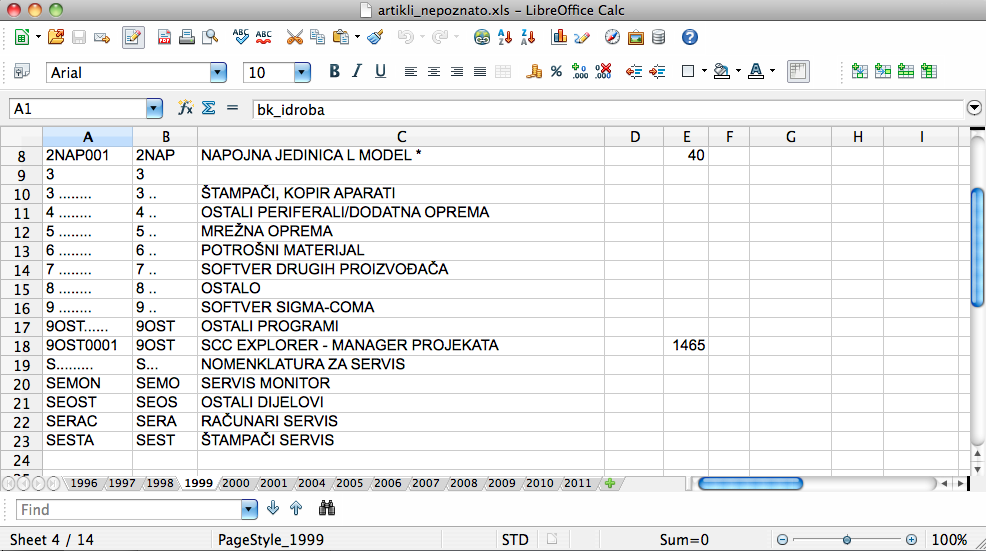 artikli_nepoznato.xls – LibreOffice Calc
Arial 10 B I U %
A1 = bk_idroba
A B C D E F G H I
8 2NAP001 2NAP NAPOJNA JEDINICA L MODEL * 40
9 3 3
10 3 ........ 3 .. ŠTAMPAČI, KOPIR APARATI
11 4 ........ 4 .. OSTALI PERIFERALI/DODATNA OPREMA
12 5 ........ 5 .. MREŽNA OPREMA
13 6 ........ 6 .. POTROŠNI MATERIJAL
14 7 ........ 7 .. SOFTVER DRUGIH PROIZVOĐAČA
15 8 ........ 8 .. OSTALO
16 9 ........ 9 .. SOFTVER SIGMA-COMA
17 9OST...... 9OST OSTALI PROGRAMI
18 9OST0001 9OST SCC EXPLORER - MANAGER PROJEKATA 1465
19 S......... S... NOMENKLATURA ZA SERVIS
20 SEMON SEMO SERVIS MONITOR
21 SEOST SEOS OSTALI DIJELOVI
22 SERAC SERA RAČUNARI SERVIS
23 SESTA SEST ŠTAMPAČI SERVIS
24
1996 1997 1998 1999 2000 2001 2004 2005 2006 2007 2008 2009 2010 2011
Find
Sheet 4 / 14 PageStyle_1999 STD Sum=0 100%